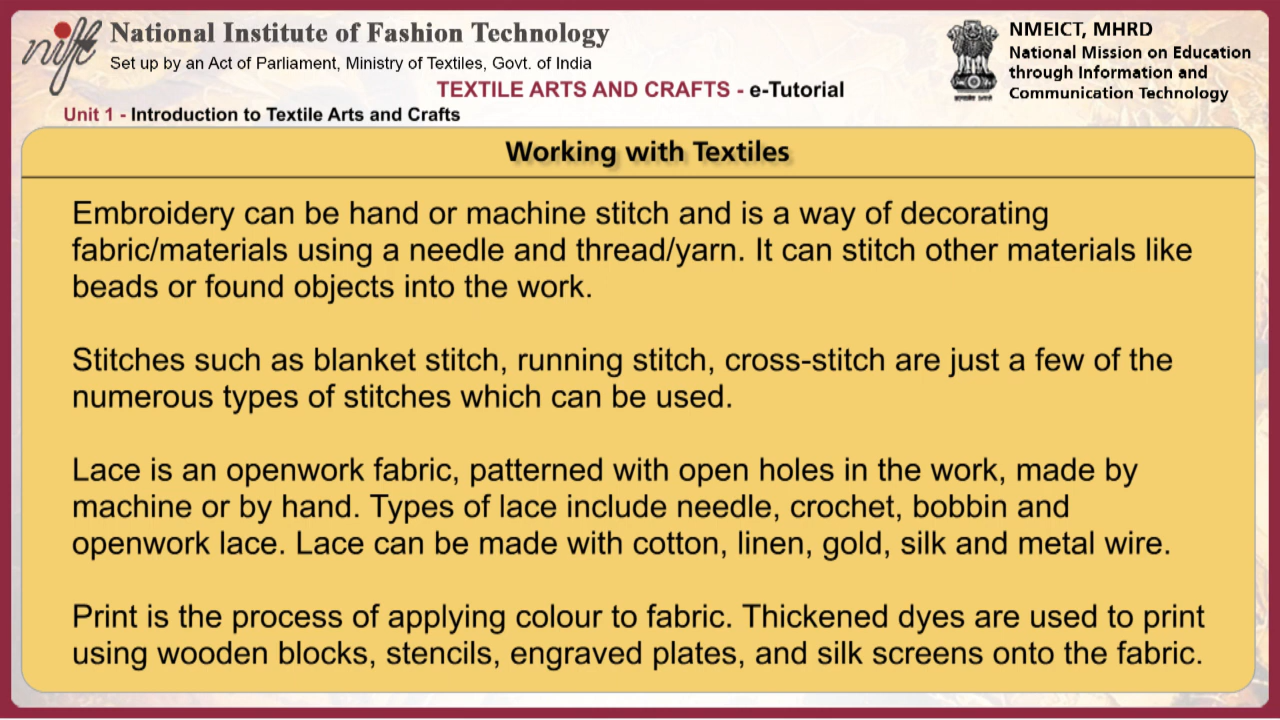 nift
National Institute of Fashion Technology
Set up by an Act of Parliament, Ministry of Textiles, Govt. of India
NMEICT, MHRD
National Mission on Education
through Information and
Communication Technology
TEXTILE ARTS AND CRAFTS - e-Tutorial
Unit 1 - Introduction to Textile Arts and Crafts
Working with Textiles
Embroidery can be hand or machine stitch and is a way of decorating
fabric/materials using a needle and thread/yarn. It can stitch other materials like
beads or found objects into the work.
Stitches such as blanket stitch, running stitch, cross-stitch are just a few of the
numerous types of stitches which can be used.
Lace is an openwork fabric, patterned with open holes in the work, made by
machine or by hand. Types of lace include needle, crochet, bobbin and
openwork lace. Lace can be made with cotton, linen, gold, silk and metal wire.
Print is the process of applying colour to fabric. Thickened dyes are used to print
using wooden blocks, stencils, engraved plates, and silk screens onto the fabric.